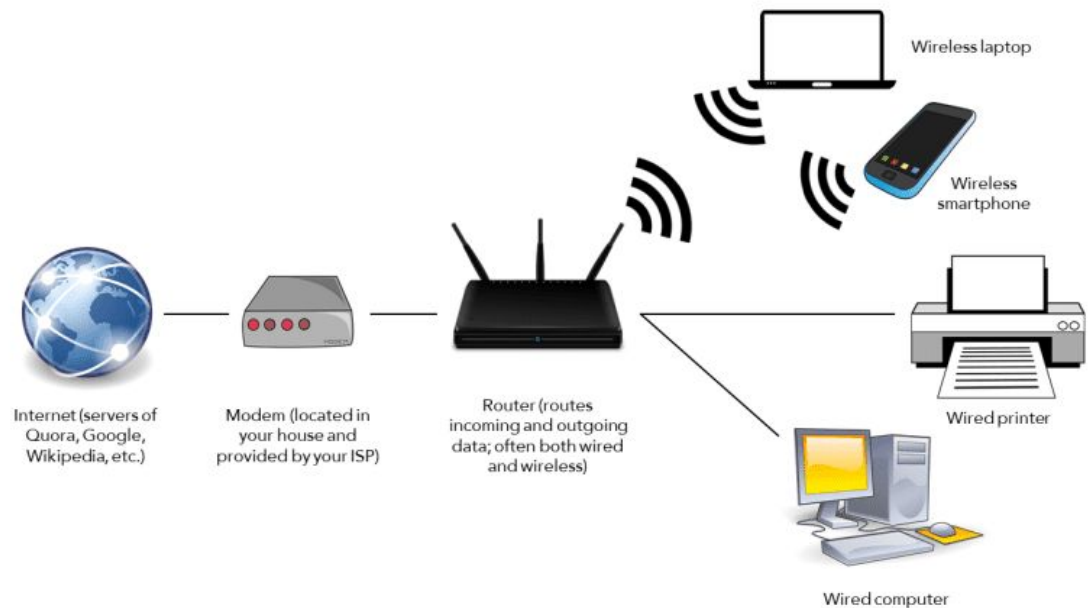 Wireless laptop
Wireless
smartphone
Internet (servers of
Quora, Google,
Wikipedia, etc.)
Modem (located in
your house and
provided by your ISP)
Router (routes
incoming and outgoing
data; often both wired
and wireless)
Wired printer
Wired computer